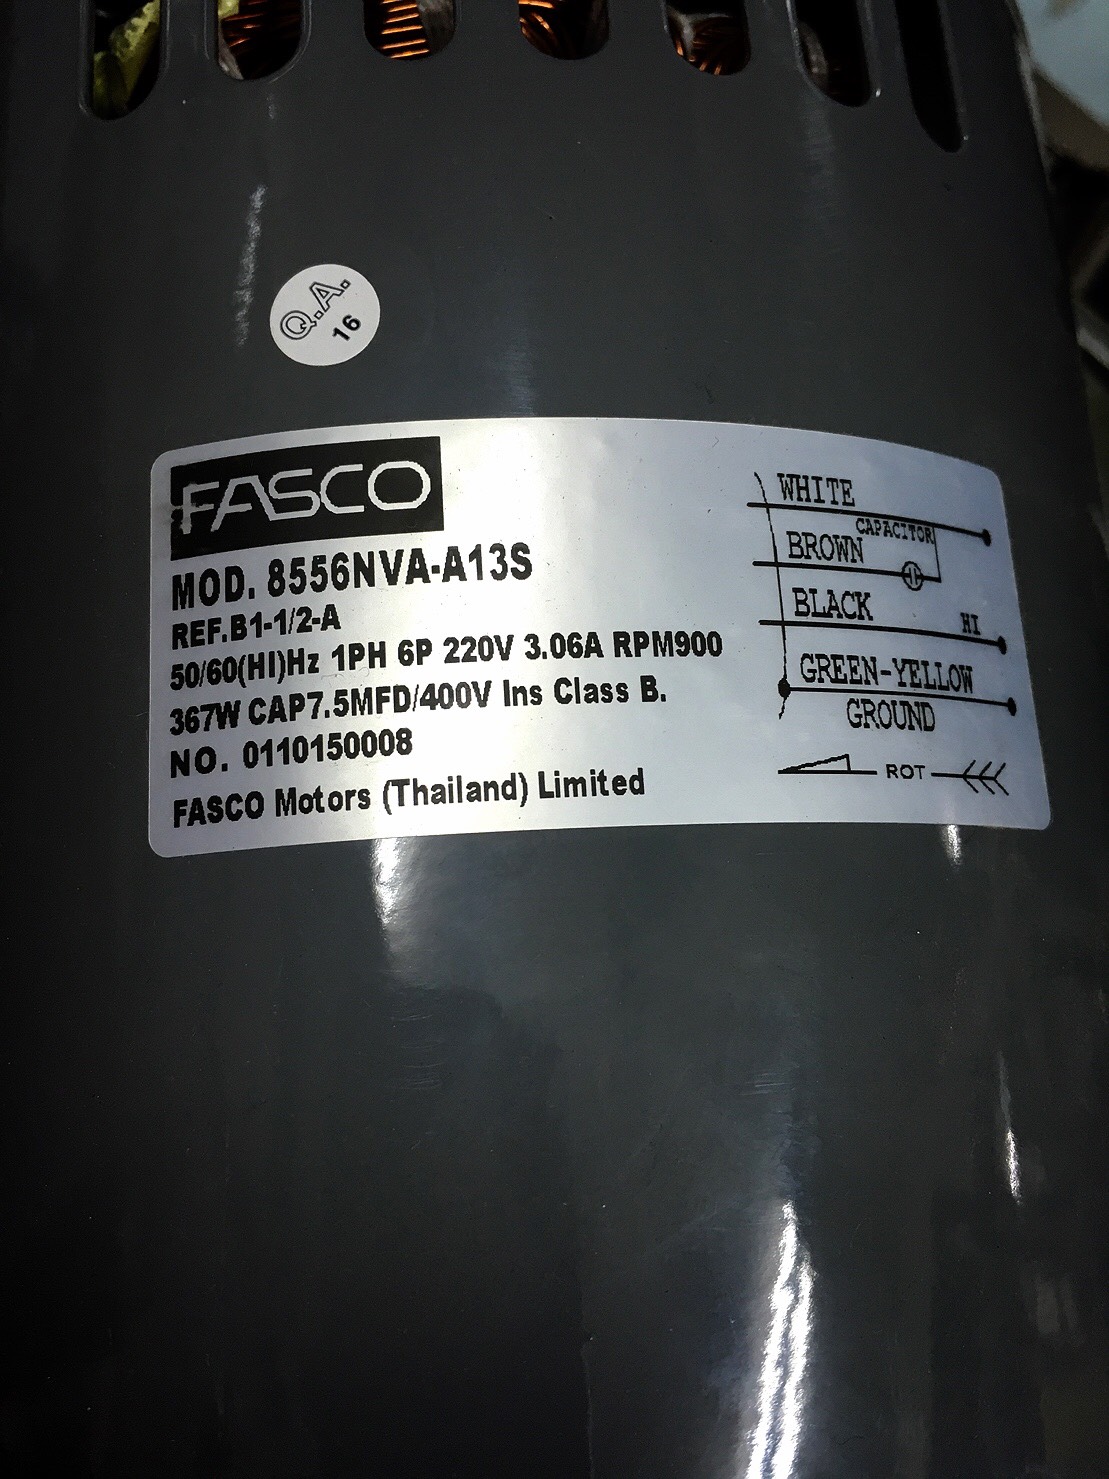 Q.A.
16
FASCO
MOD. 8556NVA-A13S
REF.B1-1/2-A
50/60(HI)Hz 1PH 6P 220V 3.06A RPM900
367W CAP7.5MFD/400V Ins Class B.
NO. 0110150008
FASCO Motors (Thailand) Limited
WHITE
CAPACITOR
BROWN
BLACK HI
GREEN-YELLOW
GROUND
ROT